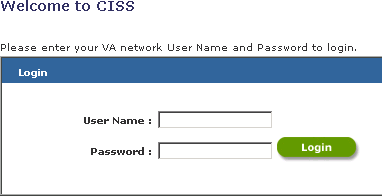 Welcome to CISS
Please enter your VA network User Name and Password to login.
Login
User Name :
Password :
Login